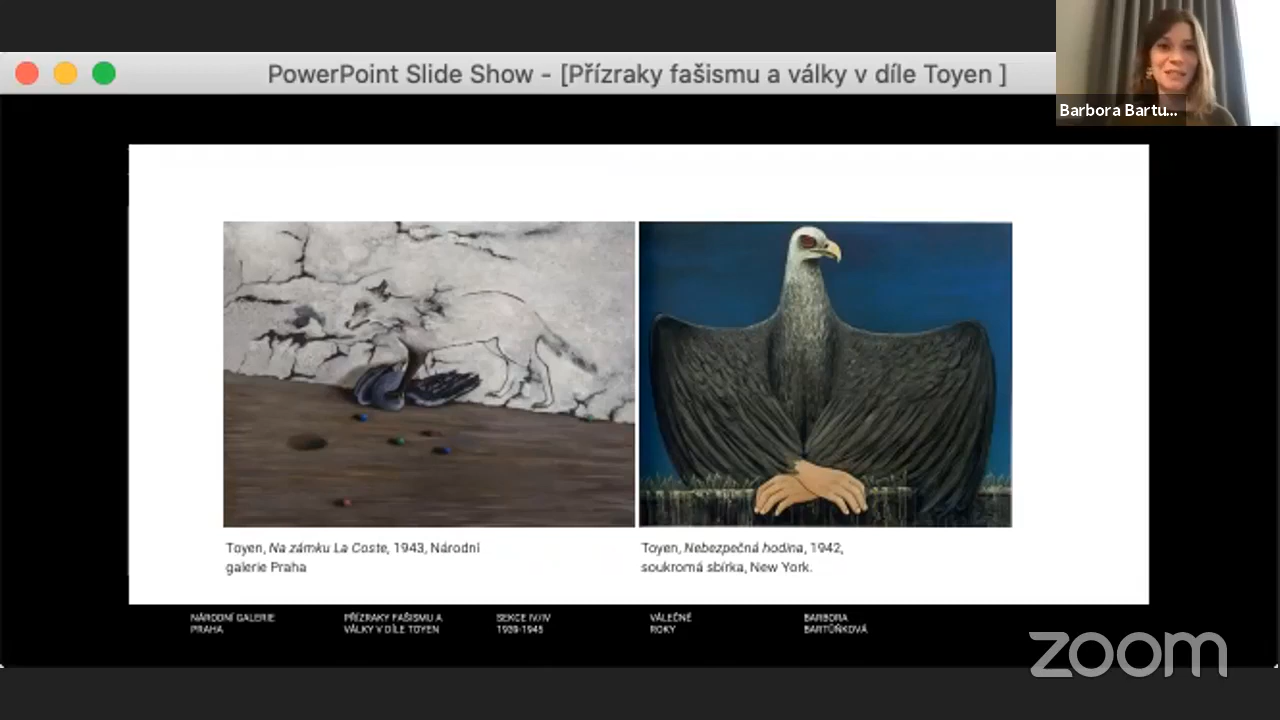 PowerPoint Slide Show - [Přízraky fašismu a války v díle Toyen ]
Barbora Bartu...
Toyen, Na zámku La Coste, 1943, Národní
galerie Praha
Toyen, Nebezpečná hodina, 1942,
soukromá sbírka, New York.
NÁRODNÍ GALERIE
PRAHA
PŘÍZRAKY FAŠISMU A
VÁLKY V DÍLE TOYEN
SEKCE IV/IV
1939-1945
VÁLEČNÉ
ROKY
BARBORA
BARTŮŇKOVÁ
zoom